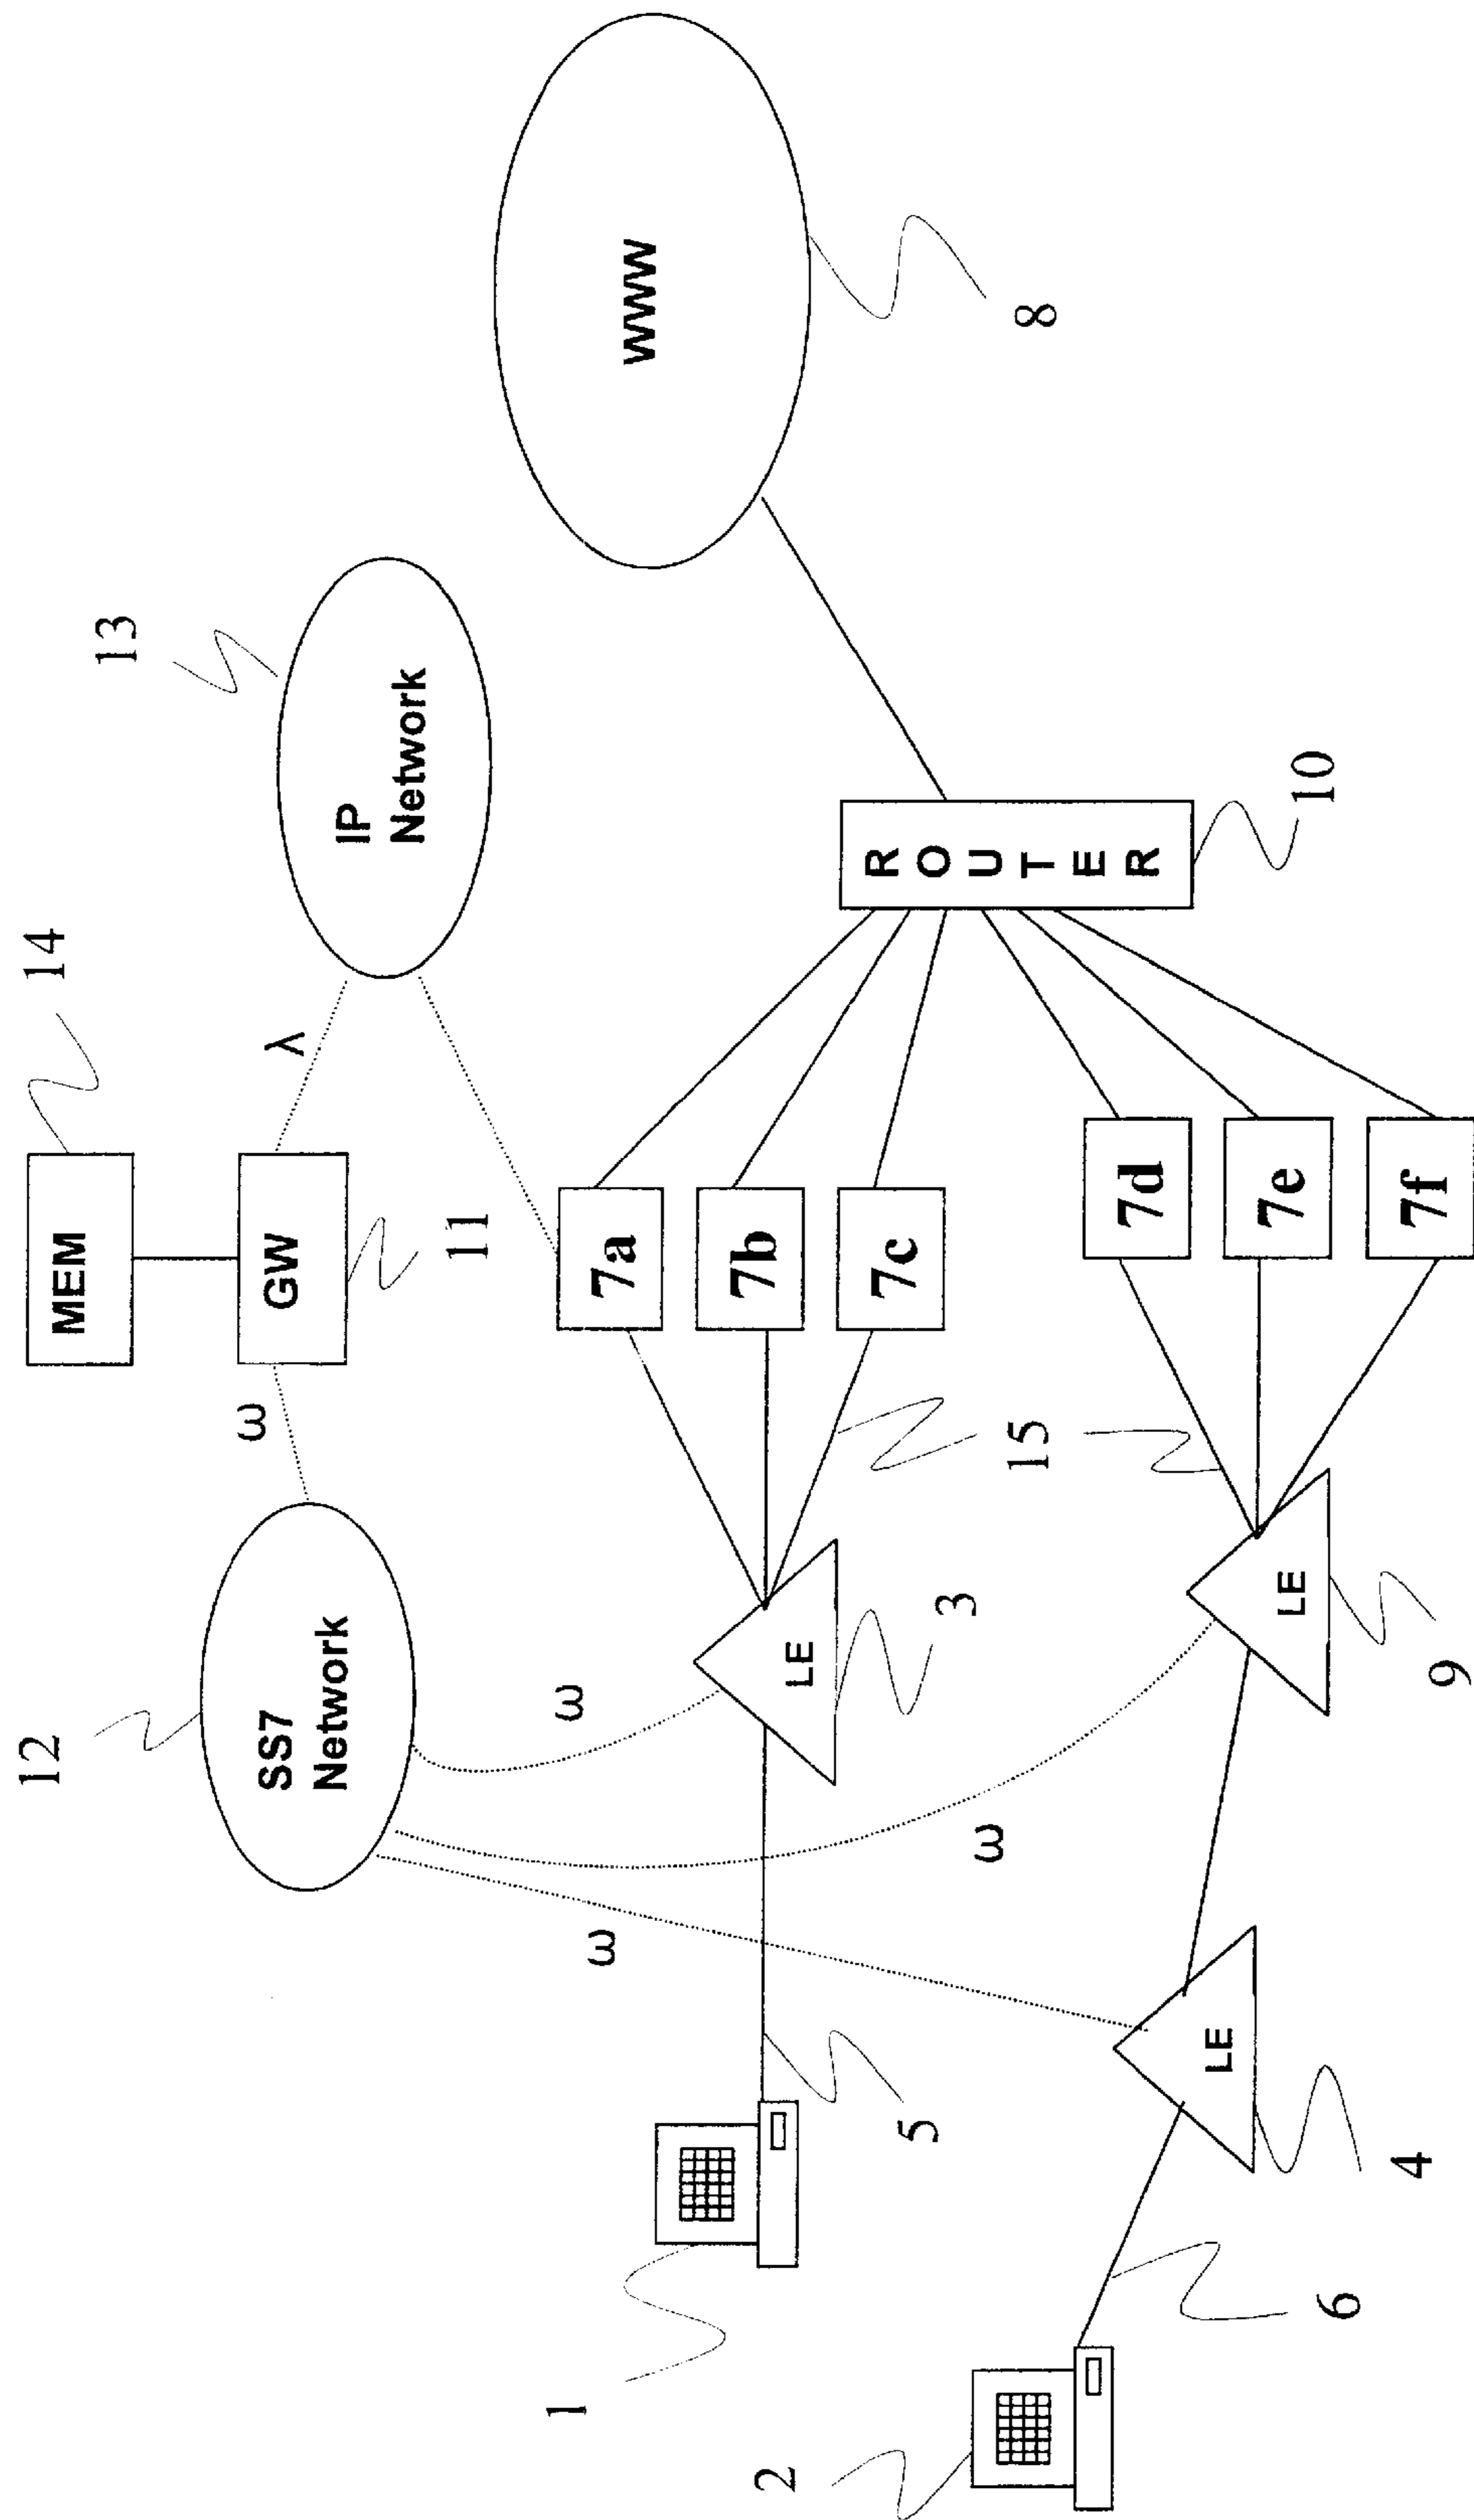 12
14
MEM
13
ω
SS7
Network
GW
λ
IP
Network
11
1
ω
ω
7a
WWW
7b
2
LE
7c
R
O
U
T
E
R
5
3
ω
15
8
7d
LE
7e
LE
10
6
4
7f
9